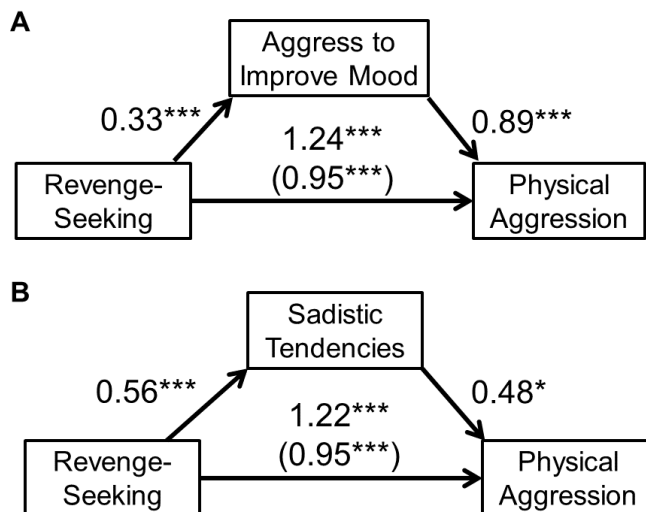 A
Aggress to
Improve Mood
0.33***
1.24***
(0.95***)
0.89***
Revenge-
Seeking
Physical
Aggression
B
Sadistic
Tendencies
0.56***
1.22***
(0.95***)
0.48*
Revenge-
Seeking
Physical
Aggression